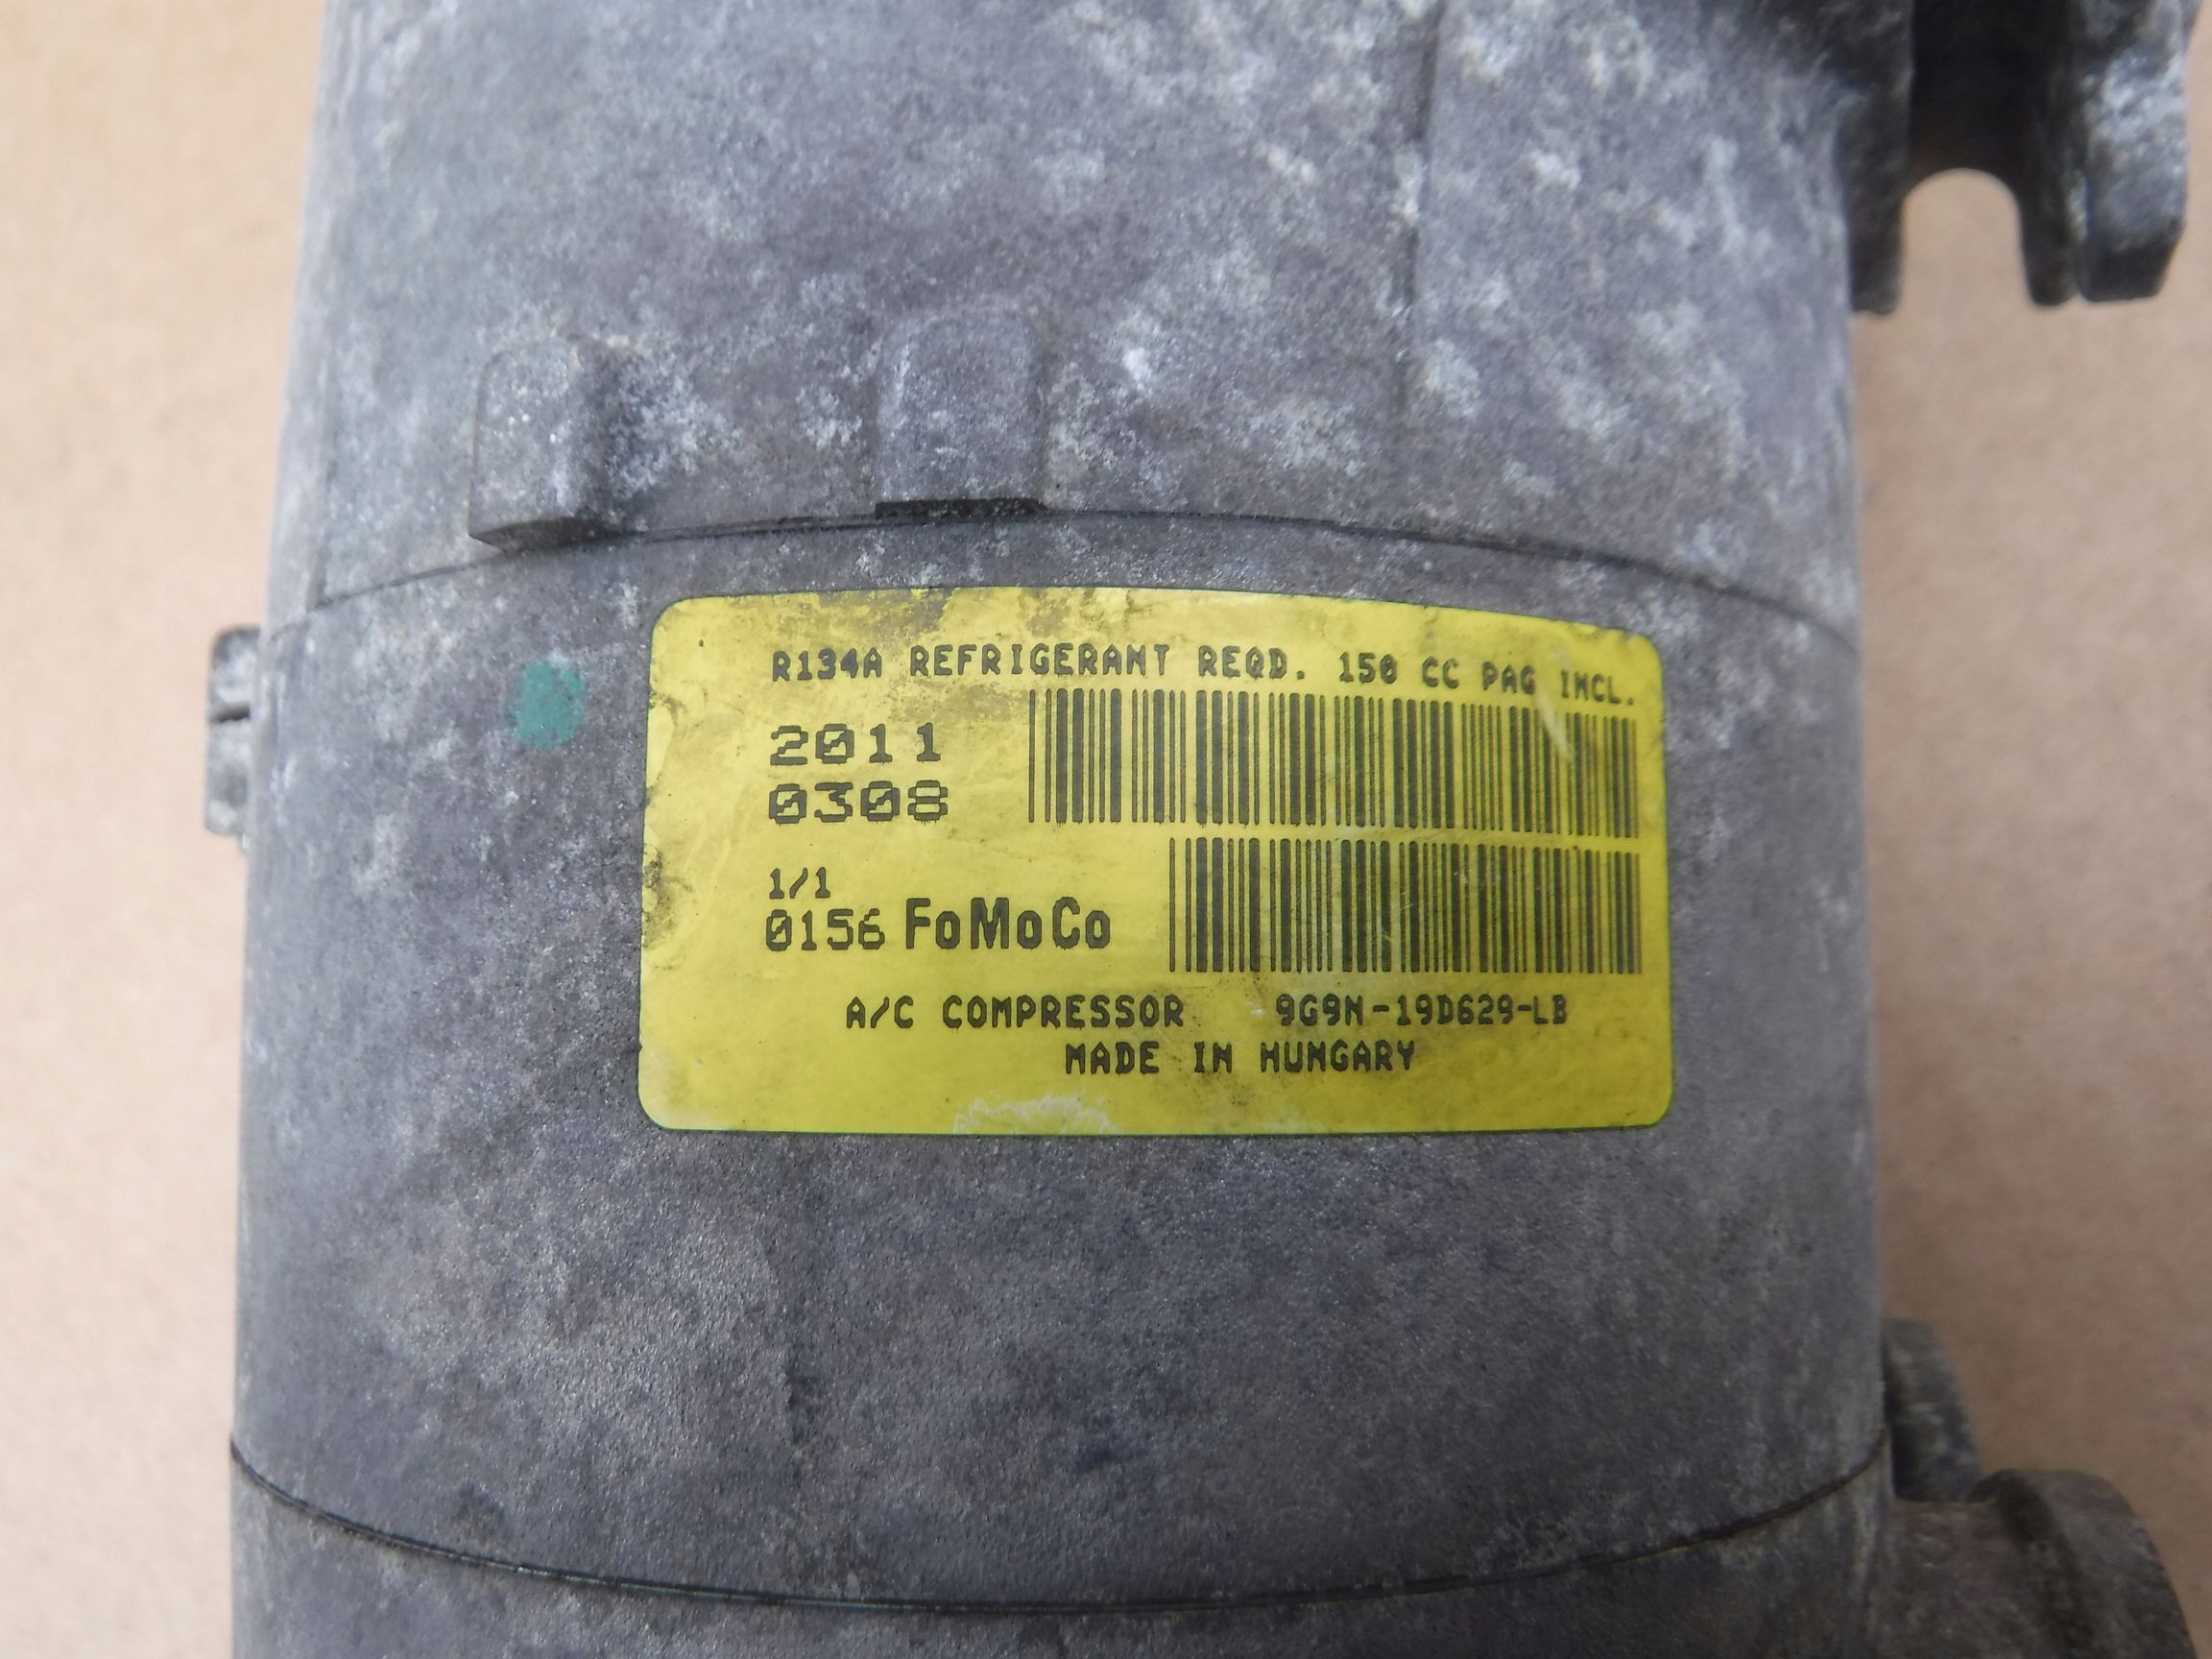 R134A REFRIGERANT REQD. 150 CC PAG INCL.
2011
0308
1/1
0156 FoMoCo
A/C COMPRESSOR 9G9N-19D629-LB
MADE IN HUNGARY